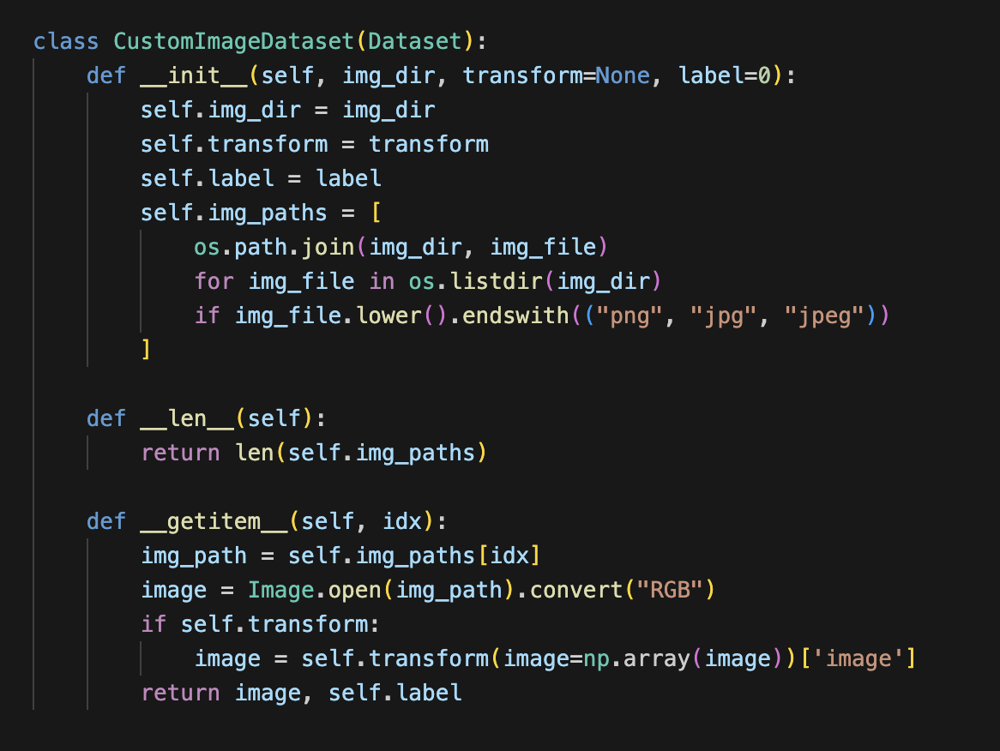 class CustomImageDataset(Dataset):
    def __init__(self, img_dir, transform=None, label=0):
        self.img_dir = img_dir
        self.transform = transform
        self.label = label
        self.img_paths = [
            os.path.join(img_dir, img_file)
            for img_file in os.listdir(img_dir)
            if img_file.lower().endswith(("png", "jpg", "jpeg"))
        ]

    def __len__(self):
        return len(self.img_paths)

    def __getitem__(self, idx):
        img_path = self.img_paths[idx]
        image = Image.open(img_path).convert("RGB")
        if self.transform:
            image = self.transform(image=np.array(image))['image']
        return image, self.label